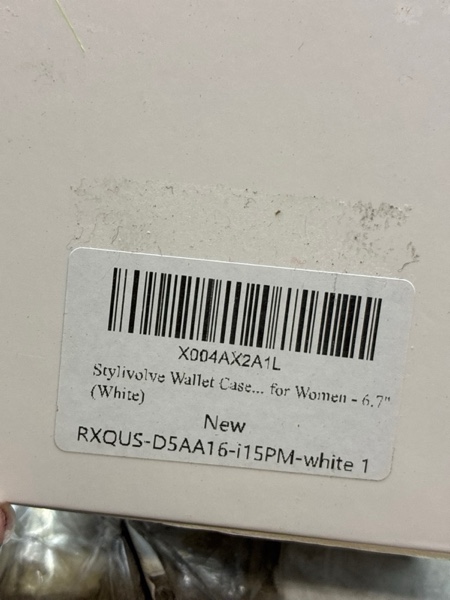 X004AX2A1L
Stylivolve Wallet Case... for Women - 6.7"
(White)
New
RXQUS-D5AA16-i15PM-white 1